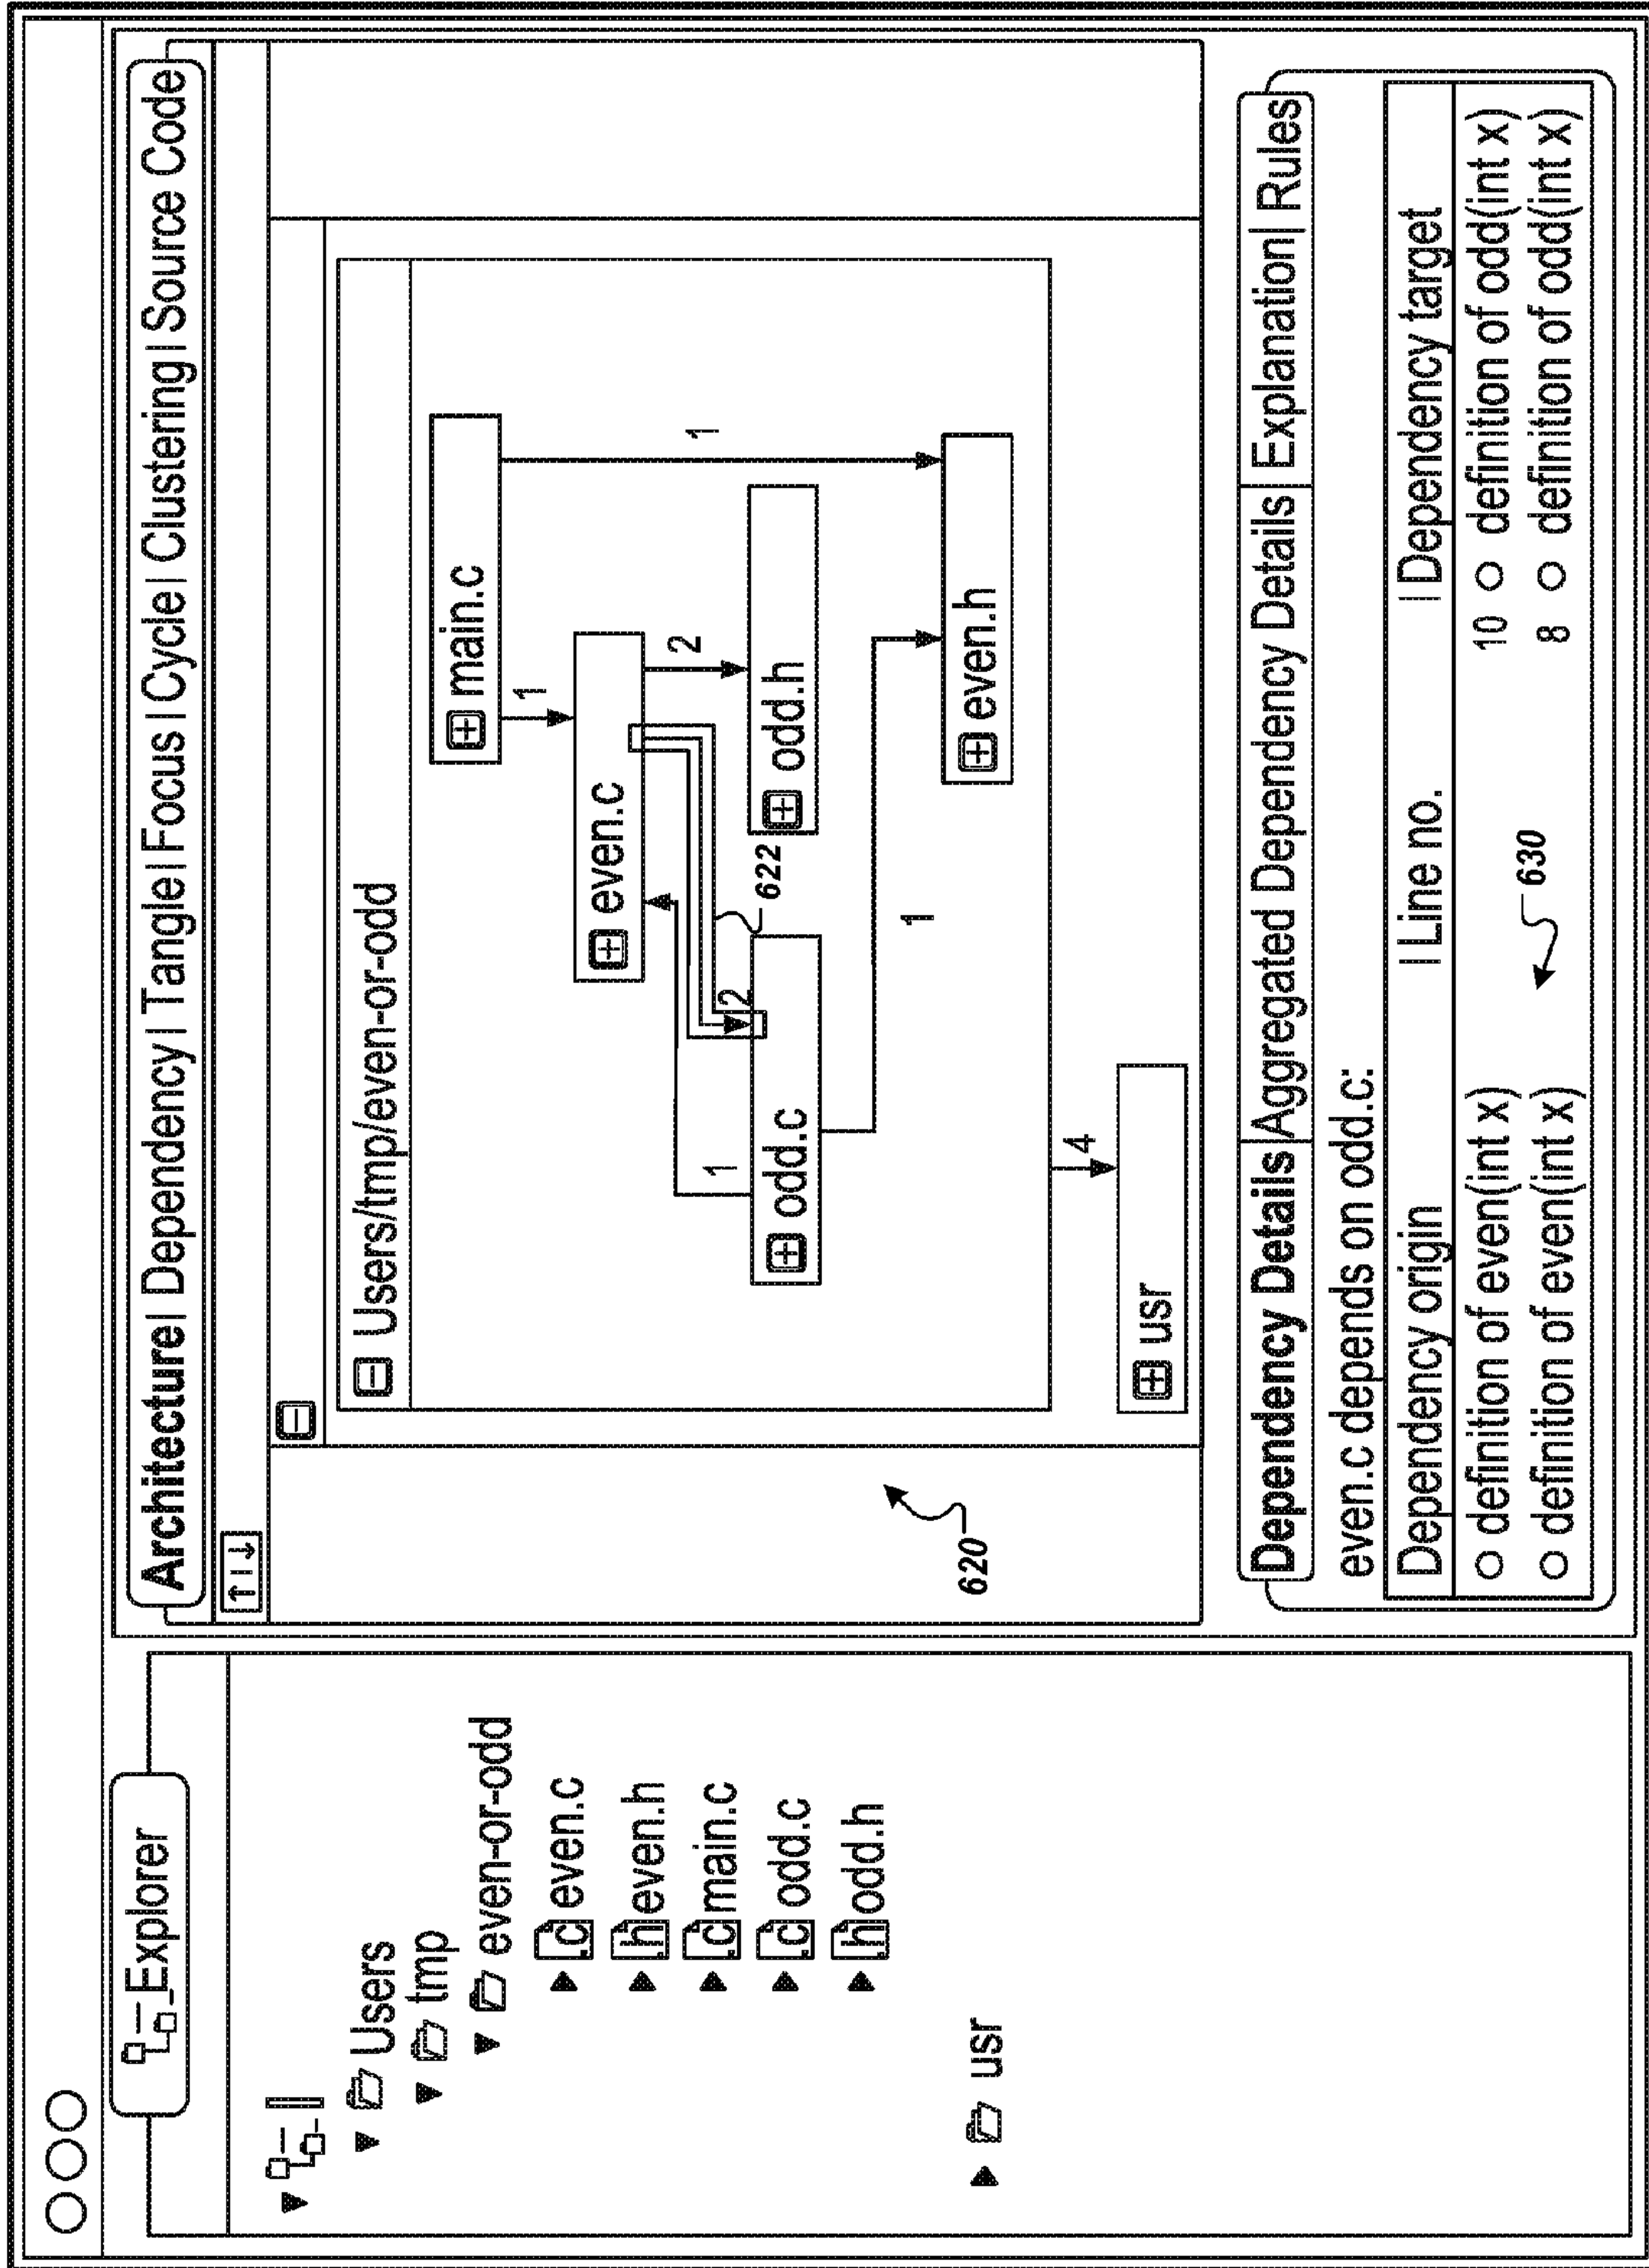 Explorer
Users
tmp
even-or-odd
.c even.c
.h even.h
.c main.c
.c odd.c
.h odd.h
usr
Architecture| Dependency| Tangle| Focus| Cycle| Clustering| Source Code
Users/tmp/even-or-odd
main.c
1
1
even.c
2
622
2
1
odd.h
odd.c
1
even.h
4
usr
620
Dependency Details| Aggregated Dependency Details| Explanation| Rules
even.c depends on odd.c:
Dependency origin |Line no. |Dependency target
definition of even(int x) 10 definition of odd(int x)
definition of even(int x) 8 definition of odd(int x)
630